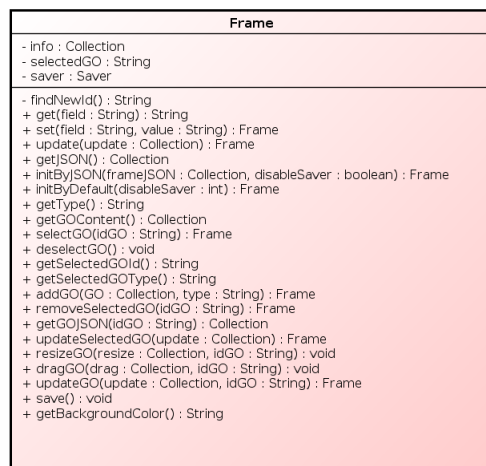 Frame
- info : Collection
- selectedGO : String
- saver : Saver
- findNewId() : String
+ get(field : String) : String
+ set(field : String, value : String) : Frame
+ update(update : Collection) : Frame
+ getJSON() : Collection
+ initByJSON(frameJSON : Collection, disableSaver : boolean) : Frame
+ initByDefault(disableSaver : int) : Frame
+ getType() : String
+ getGOContent() : Collection
+ selectGO(idGO : String) : Frame
+ deselectGO() : void
+ getSelectedGOId() : String
+ getSelectedGOType() : String
+ addGO(GO : Collection, type : String) : Frame
+ removeSelectedGO(idGO : String) : Frame
+ getGOJSON(idGO : String) : Collection
+ updateSelectedGO(update : Collection) : Frame
+ resizeGO(resize : Collection, idGO : String) : void
+ dragGO(drag : Collection, idGO : String) : void
+ updateGO(update : Collection, idGO : String) : Frame
+ save() : void
+ getBackgroundColor() : String